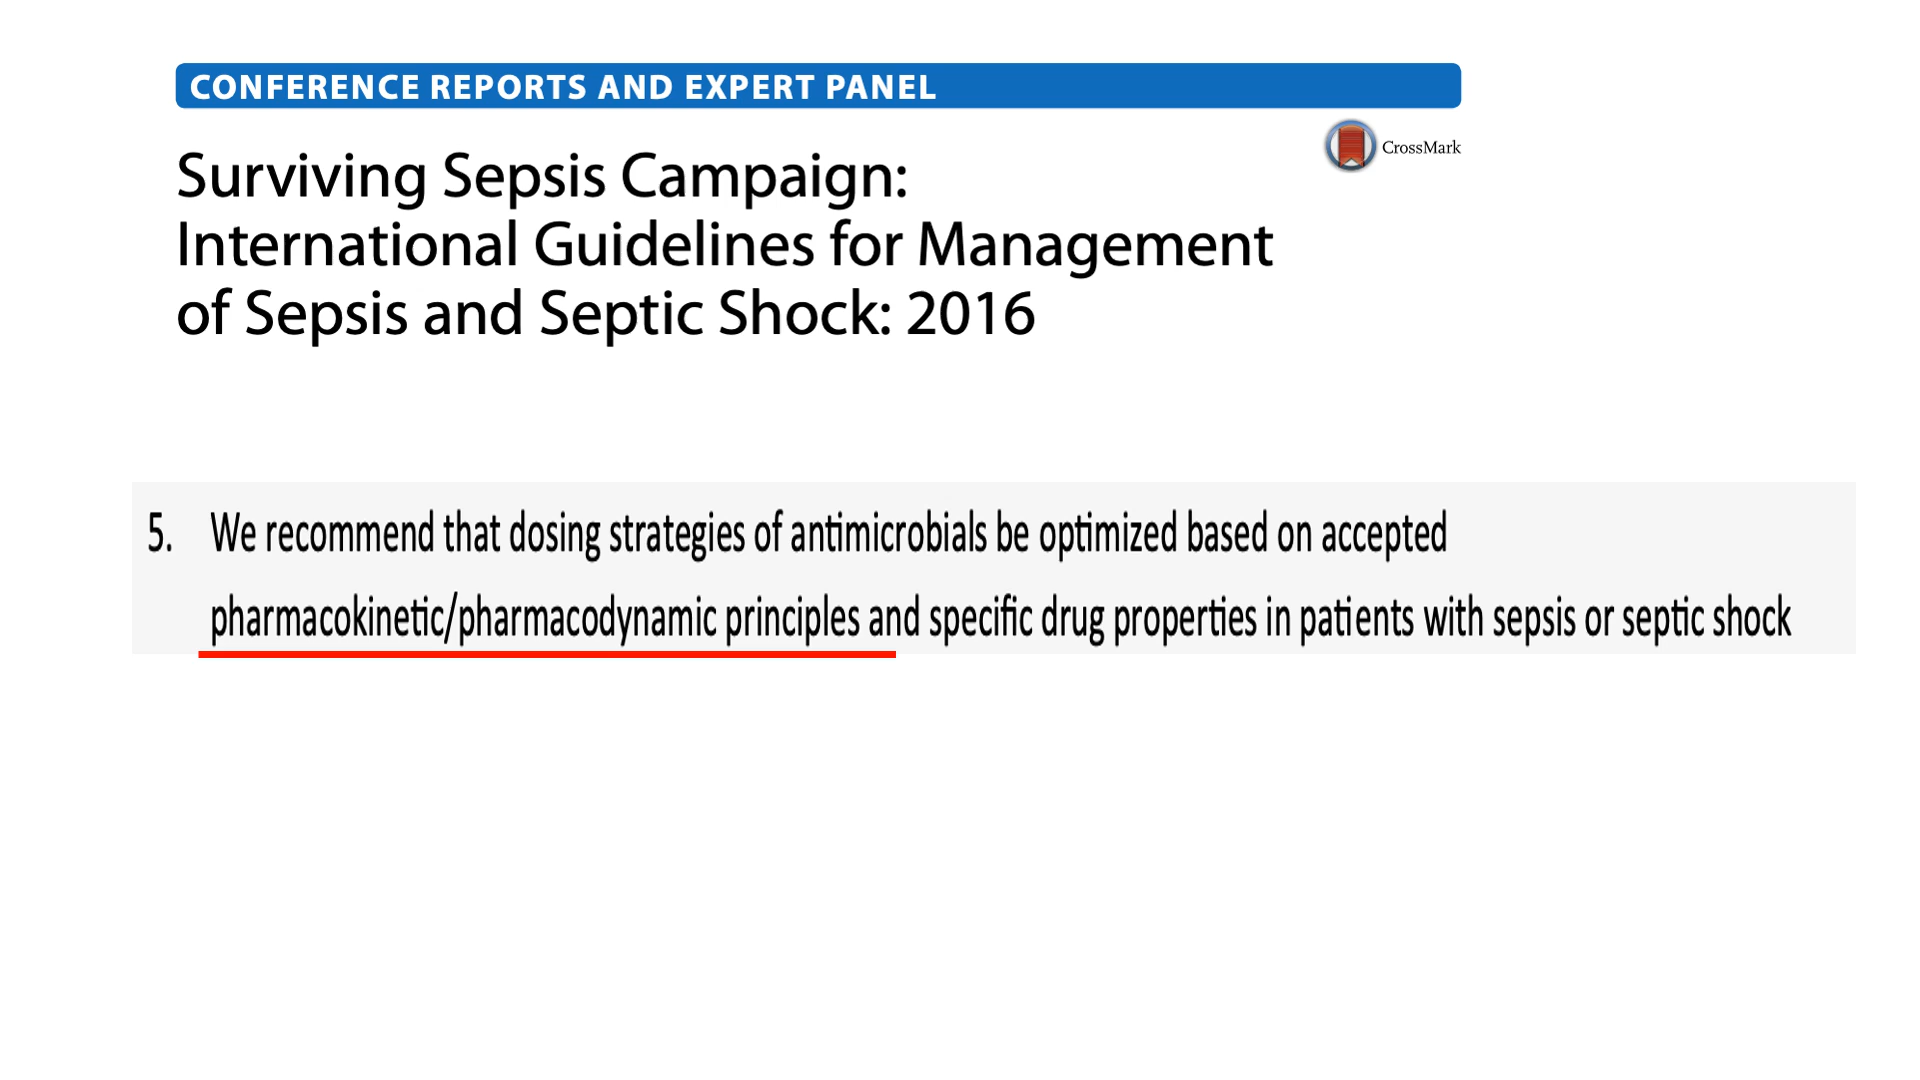 CONFERENCE REPORTS AND EXPERT PANEL
CrossMark
Surviving Sepsis Campaign:
International Guidelines for Management
of Sepsis and Septic Shock: 2016
5. We recommend that dosing strategies of antimicrobials be optimized based on accepted
pharmacokinetic/pharmacodynamic principles and specific drug properties in patients with sepsis or septic shock